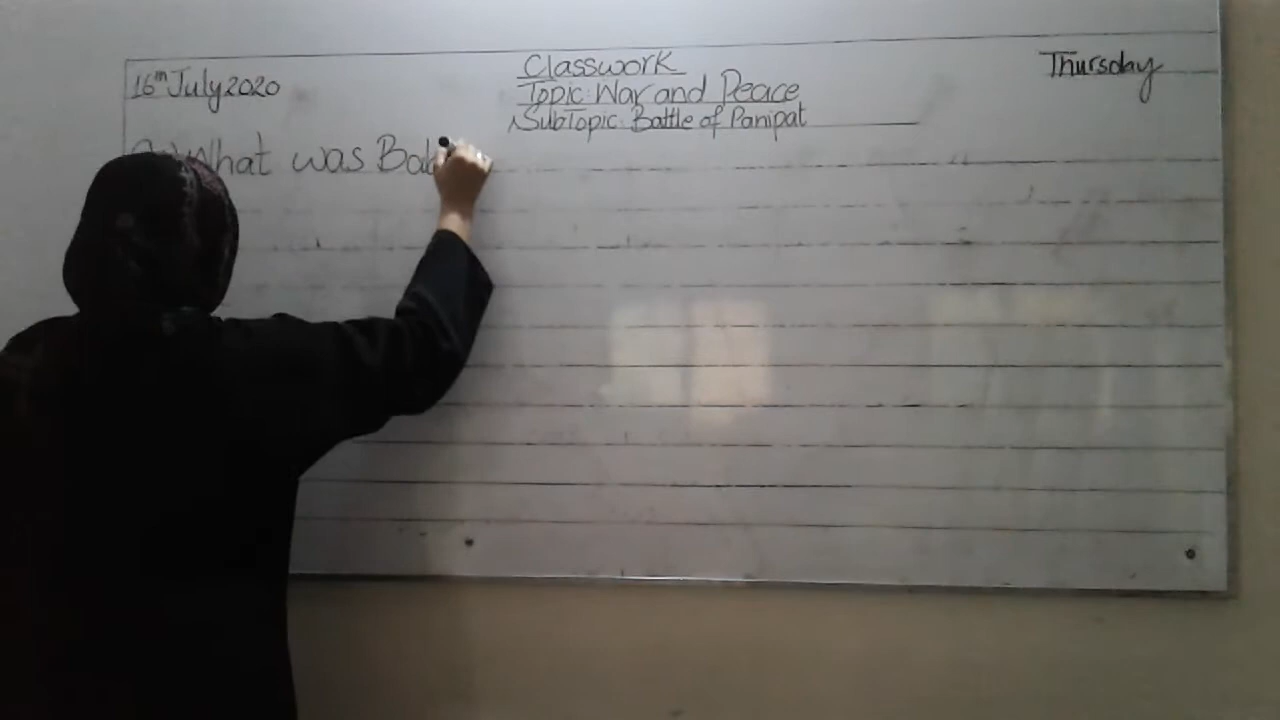 16th July 2020
Classwork
Thursday
Topic: War and Peace
SubTopic: Battle of Panipat
What was Bab